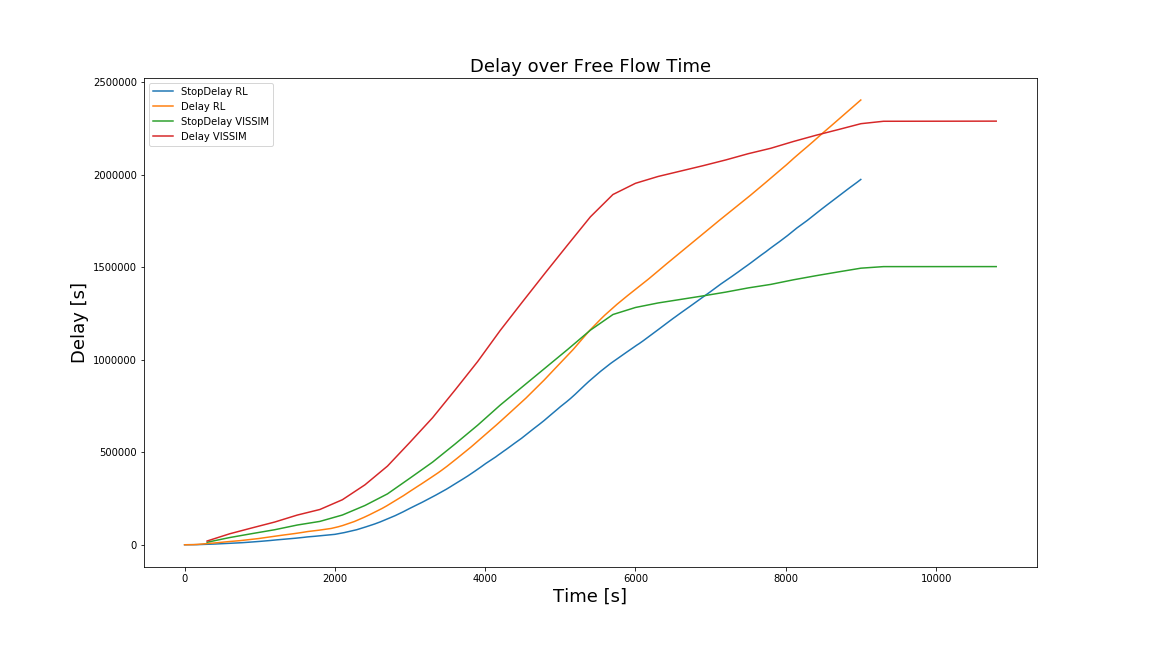 Delay over Free Flow Time
StopDelay RL
Delay RL
StopDelay VISSIM
Delay VISSIM
Delay [s]
2500000
2000000
1500000
1000000
500000
0
0 2000 4000 6000 8000 10000
Time [s]